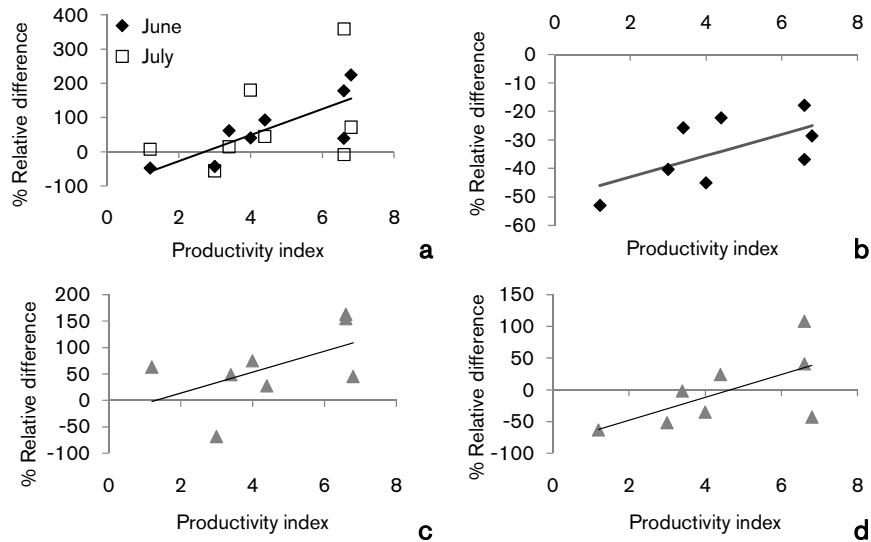 % Relative difference
400
300
200
100
0
-100
June
July
0 2 4 6 8
Productivity index
a
0 2 4 6 8
% Relative difference
0
-10
-20
-30
-40
-50
-60
Productivity index
b
% Relative difference
200
150
100
50
0
-50
-100
0 2 4 6 8
Productivity index
c
% Relative difference
150
100
50
0
-50
-100
0 2 4 6 8
Productivity index
d